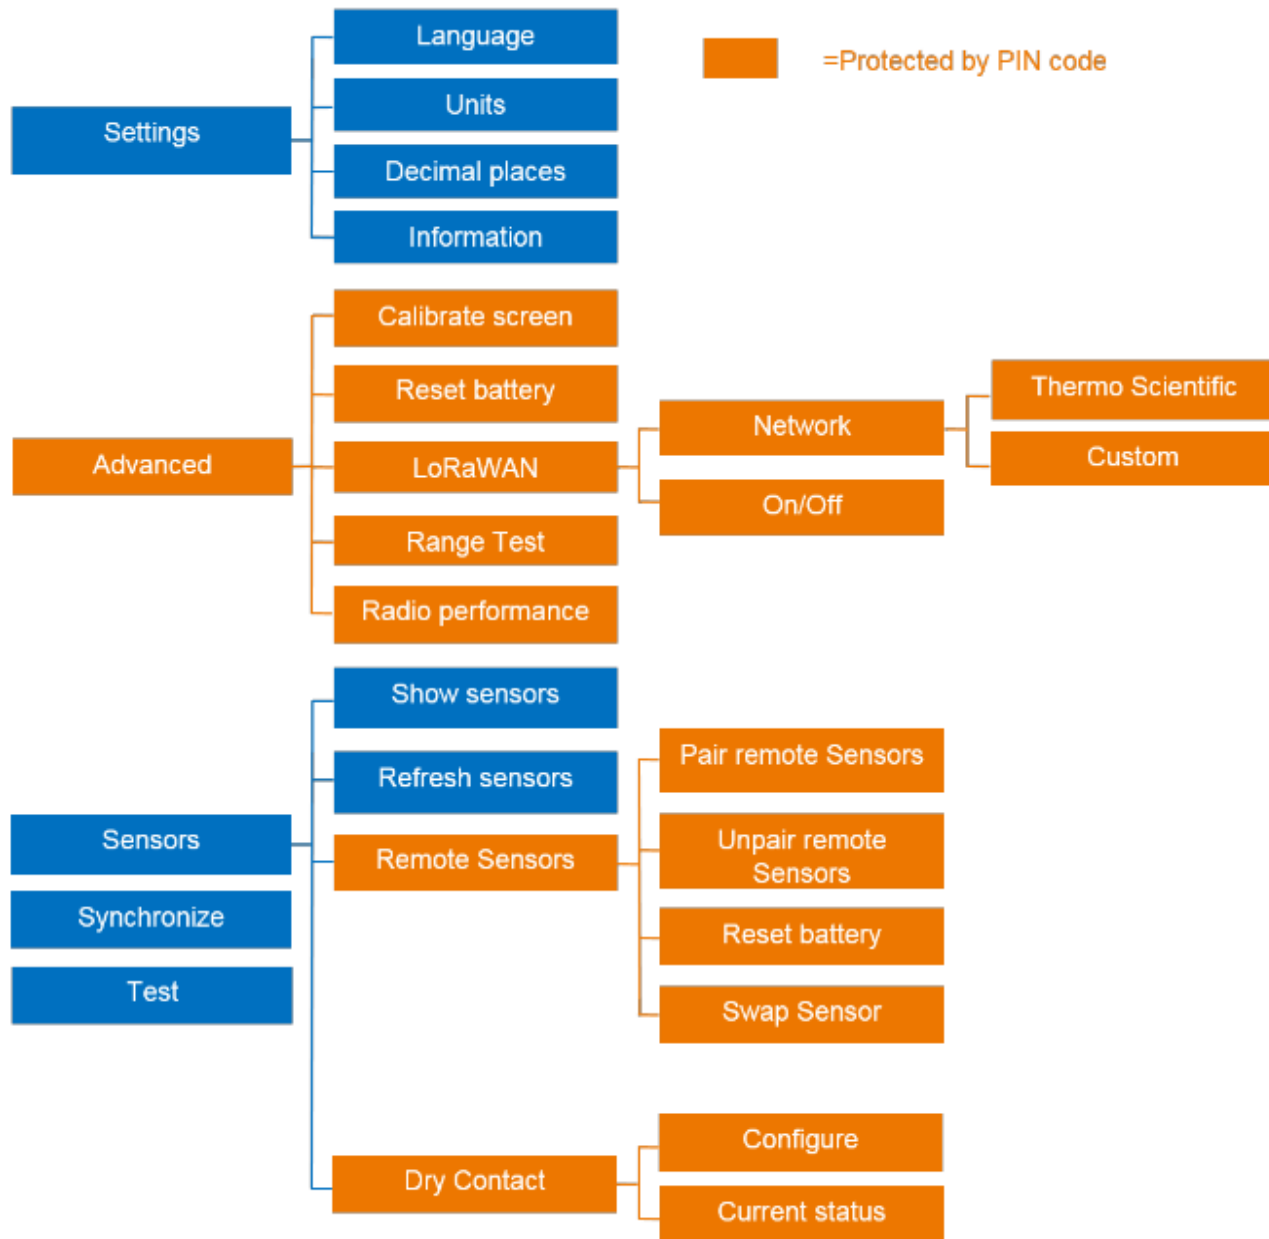 Language
=Protected by PIN code
Units
Settings
Decimal places
Information
Calibrate screen
Reset battery
Thermo Scientific
Network
Custom
Advanced
LoRaWAN
On/Off
Range Test
Radio performance
Show sensors
Pair remote Sensors
Refresh sensors
Sensors
Unpair remote
Sensors
Remote Sensors
Synchronize
Reset battery
Test
Swap Sensor
Configure
Dry Contact
Current status